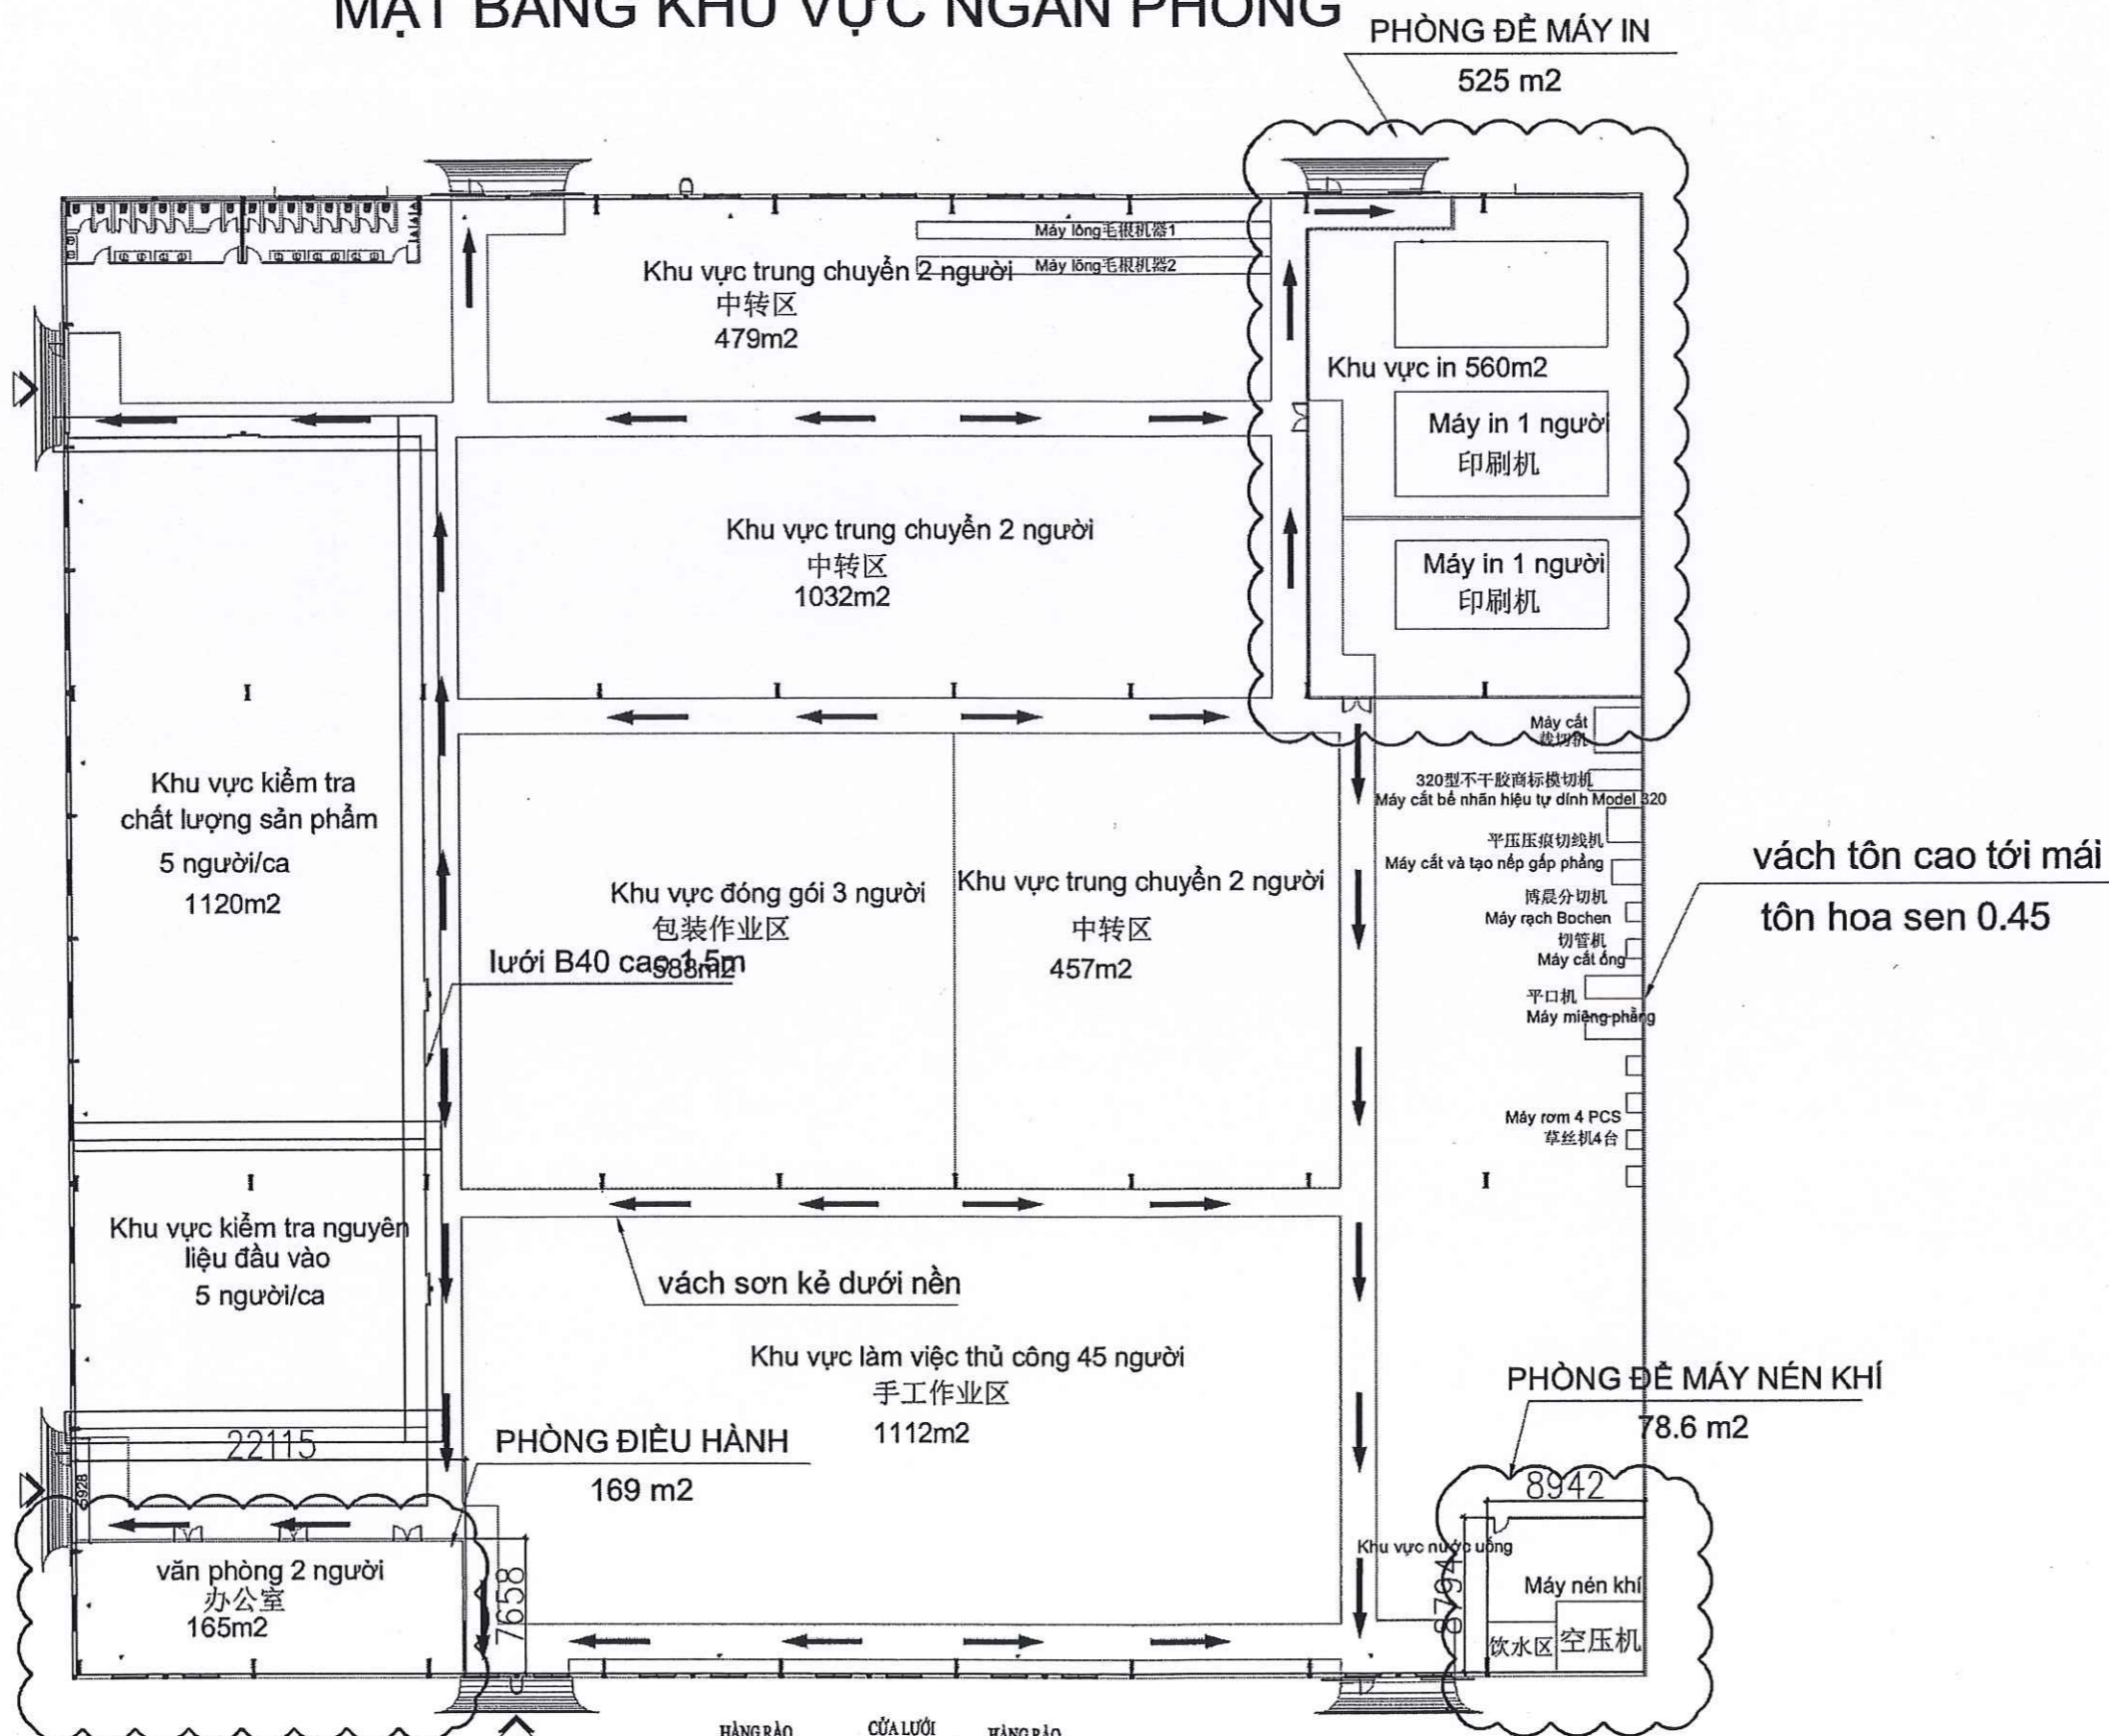 MẶT BẰNG KHU VỰC NGĂN PHÒNG
PHÒNG ĐỂ MÁY IN
525 m2
Máy lông毛根机器1
Máy lông毛根机器2
Khu vực trung chuyển 2 người
中转区
479m2
Khu vực in 560m2
Máy in 1 người
印刷机
Máy in 1 người
印刷机
Khu vực trung chuyển 2 người
中转区
1032m2
Máy cắt
裁切机
320型不干胶商标模切机
Máy cắt bế nhãn hiệu tự dính Model 320
平压压痕切线机
Máy cắt và tạo nếp gấp phẳng
博晨分切机
Máy rạch Bochen
切管机
Máy cắt ống
平口机
Máy miệng phẳng
Máy rơm 4 PCS
草丝机4台
vách tôn cao tới mái
tôn hoa sen 0.45
Khu vực kiểm tra
chất lượng sản phẩm
5 người/ca
1120m2
Khu vực đóng gói 3 người
包装作业区
588m2
lưới B40 cao 1,5m
Khu vực trung chuyển 2 người
中转区
457m2
Khu vực kiểm tra nguyên
liệu đầu vào
5 người/ca
vách sơn kẻ dưới nền
Khu vực làm việc thủ công 45 người
手工作业区
1112m2
PHÒNG ĐỂ MÁY NÉN KHÍ
78.6 m2
PHÒNG ĐIỀU HÀNH
169 m2
22115
5928
8942
văn phòng 2 người
办公室
165m2
7658
Khu vực nước uống
8794
Máy nén khí
饮水区
空压机
HÀNG RÀO
CỬA LƯỚI
HÀNG RÀO